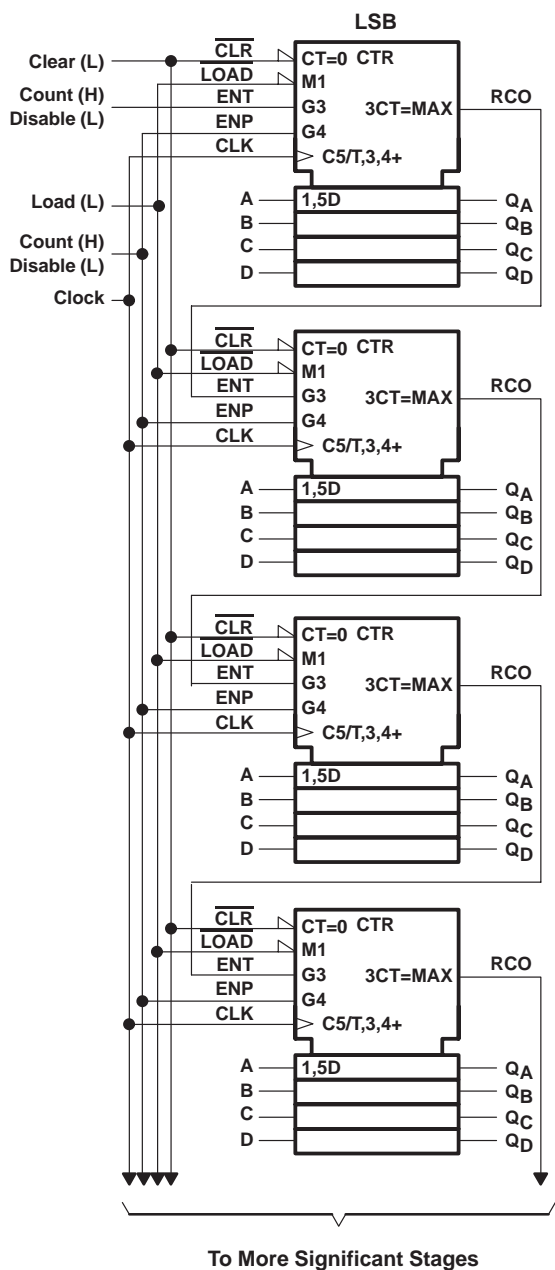 LSB
Clear (L)
CLR
CT=0 CTR
LOAD
M1
Count (H)
Disable (L)
ENT
G3
3CT=MAX
RCO
ENP
G4
CLK
C5/T,3,4+
Load (L)
A
1,5D
QA
B
QB
Count (H)
Disable (L)
C
QC
D
QD
Clock
CLR
CT=0 CTR
LOAD
M1
ENT
G3
3CT=MAX
RCO
ENP
G4
CLK
C5/T,3,4+
A
1,5D
QA
B
QB
C
QC
D
QD
CLR
CT=0 CTR
LOAD
M1
ENT
G3
3CT=MAX
RCO
ENP
G4
CLK
C5/T,3,4+
A
1,5D
QA
B
QB
C
QC
D
QD
CLR
CT=0 CTR
LOAD
M1
ENT
G3
3CT=MAX
RCO
ENP
G4
CLK
C5/T,3,4+
A
1,5D
QA
B
QB
C
QC
D
QD
To More Significant Stages